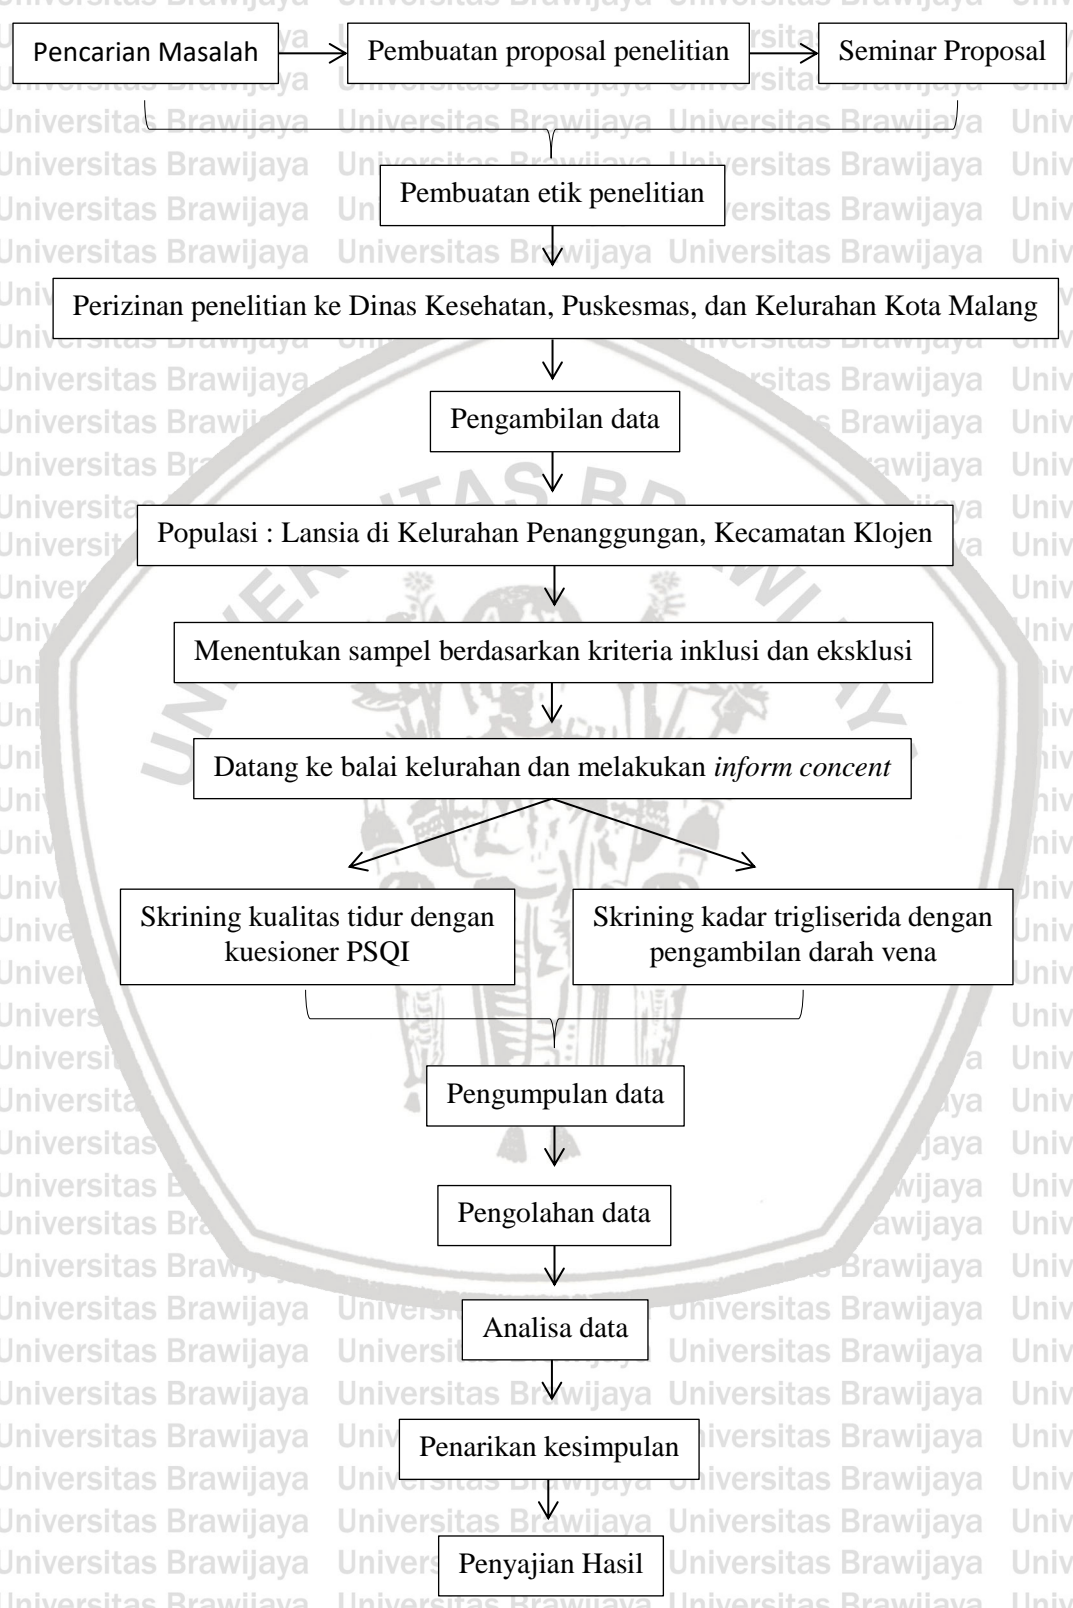 Pencarian Masalah
Pembuatan proposal penelitian
Seminar Proposal
Pembuatan etik penelitian
Perizinan penelitian ke Dinas Kesehatan, Puskesmas, dan Kelurahan Kota Malang
Pengambilan data
Populasi : Lansia di Kelurahan Penanggungan, Kecamatan Klojen
Menentukan sampel berdasarkan kriteria inklusi dan eksklusi
Datang ke balai kelurahan dan melakukan inform concent
Skrining kualitas tidur dengan
kuesioner PSQI
Skrining kadar trigliserida dengan
pengambilan darah vena
Pengumpulan data
Pengolahan data
Analisa data
Penarikan kesimpulan
Penyajian Hasil